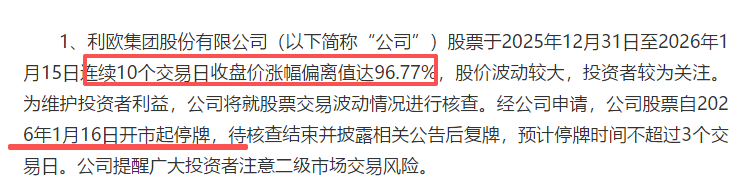 1、利欧集团股份有限公司（以下简称“公司”）股票于2025年12月31日至2026年1
月15日连续10个交易日收盘价涨幅偏离值达96.77%，股价波动较大，投资者较为关注。
为维护投资者利益，公司将就股票交易波动情况进行核查。经公司申请，公司股票自202
6年1月16日开市起停牌，待核查结束并披露相关公告后复牌，预计停牌时间不超过3个交
易日。公司提醒广大投资者注意二级市场交易风险。